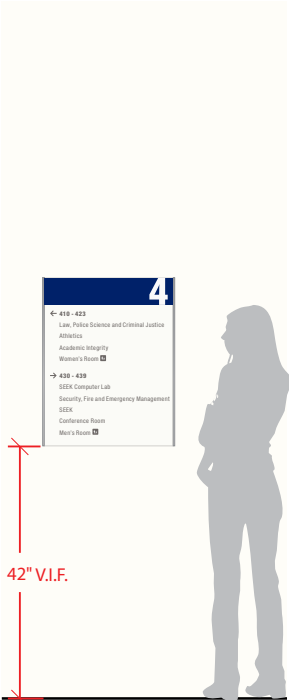 4
← 410 - 423
Law, Police Science and Criminal Justice
Athletics
Academic Integrity
Women's Room
→ 430 - 439
SEEK Computer Lab
Security, Fire and Emergency Management
SEEK
Conference Room
Men's Room
42" V.I.F.